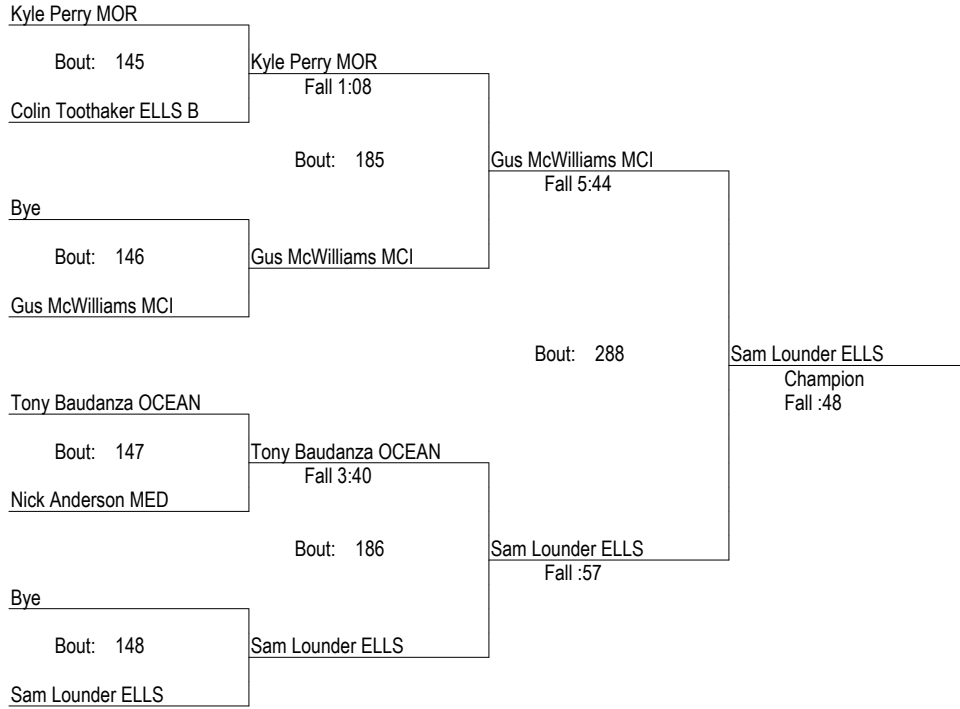 Kyle Perry MOR
Bout: 145
Kyle Perry MOR
Fall 1:08
Colin Toothaker ELLS B
Bout: 185
Gus McWilliams MCI
Fall 5:44
Bye
Bout: 146
Gus McWilliams MCI
Gus McWilliams MCI
Bout: 288
Sam Lounder ELLS
Champion
Fall :48
Tony Baudanza OCEAN
Bout: 147
Tony Baudanza OCEAN
Fall 3:40
Nick Anderson MED
Bout: 186
Sam Lounder ELLS
Fall :57
Bye
Bout: 148
Sam Lounder ELLS
Sam Lounder ELLS